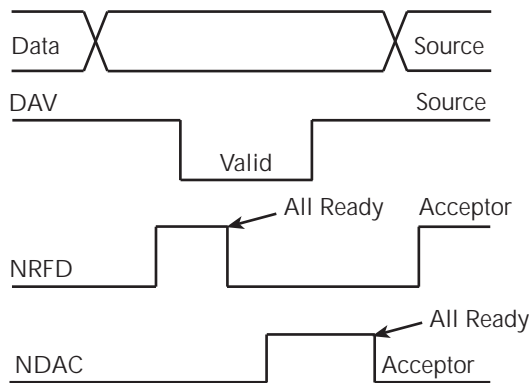 Data
Source
DAV
Source
Valid
All Ready
Acceptor
NRFD
All Ready
NDAC
Acceptor